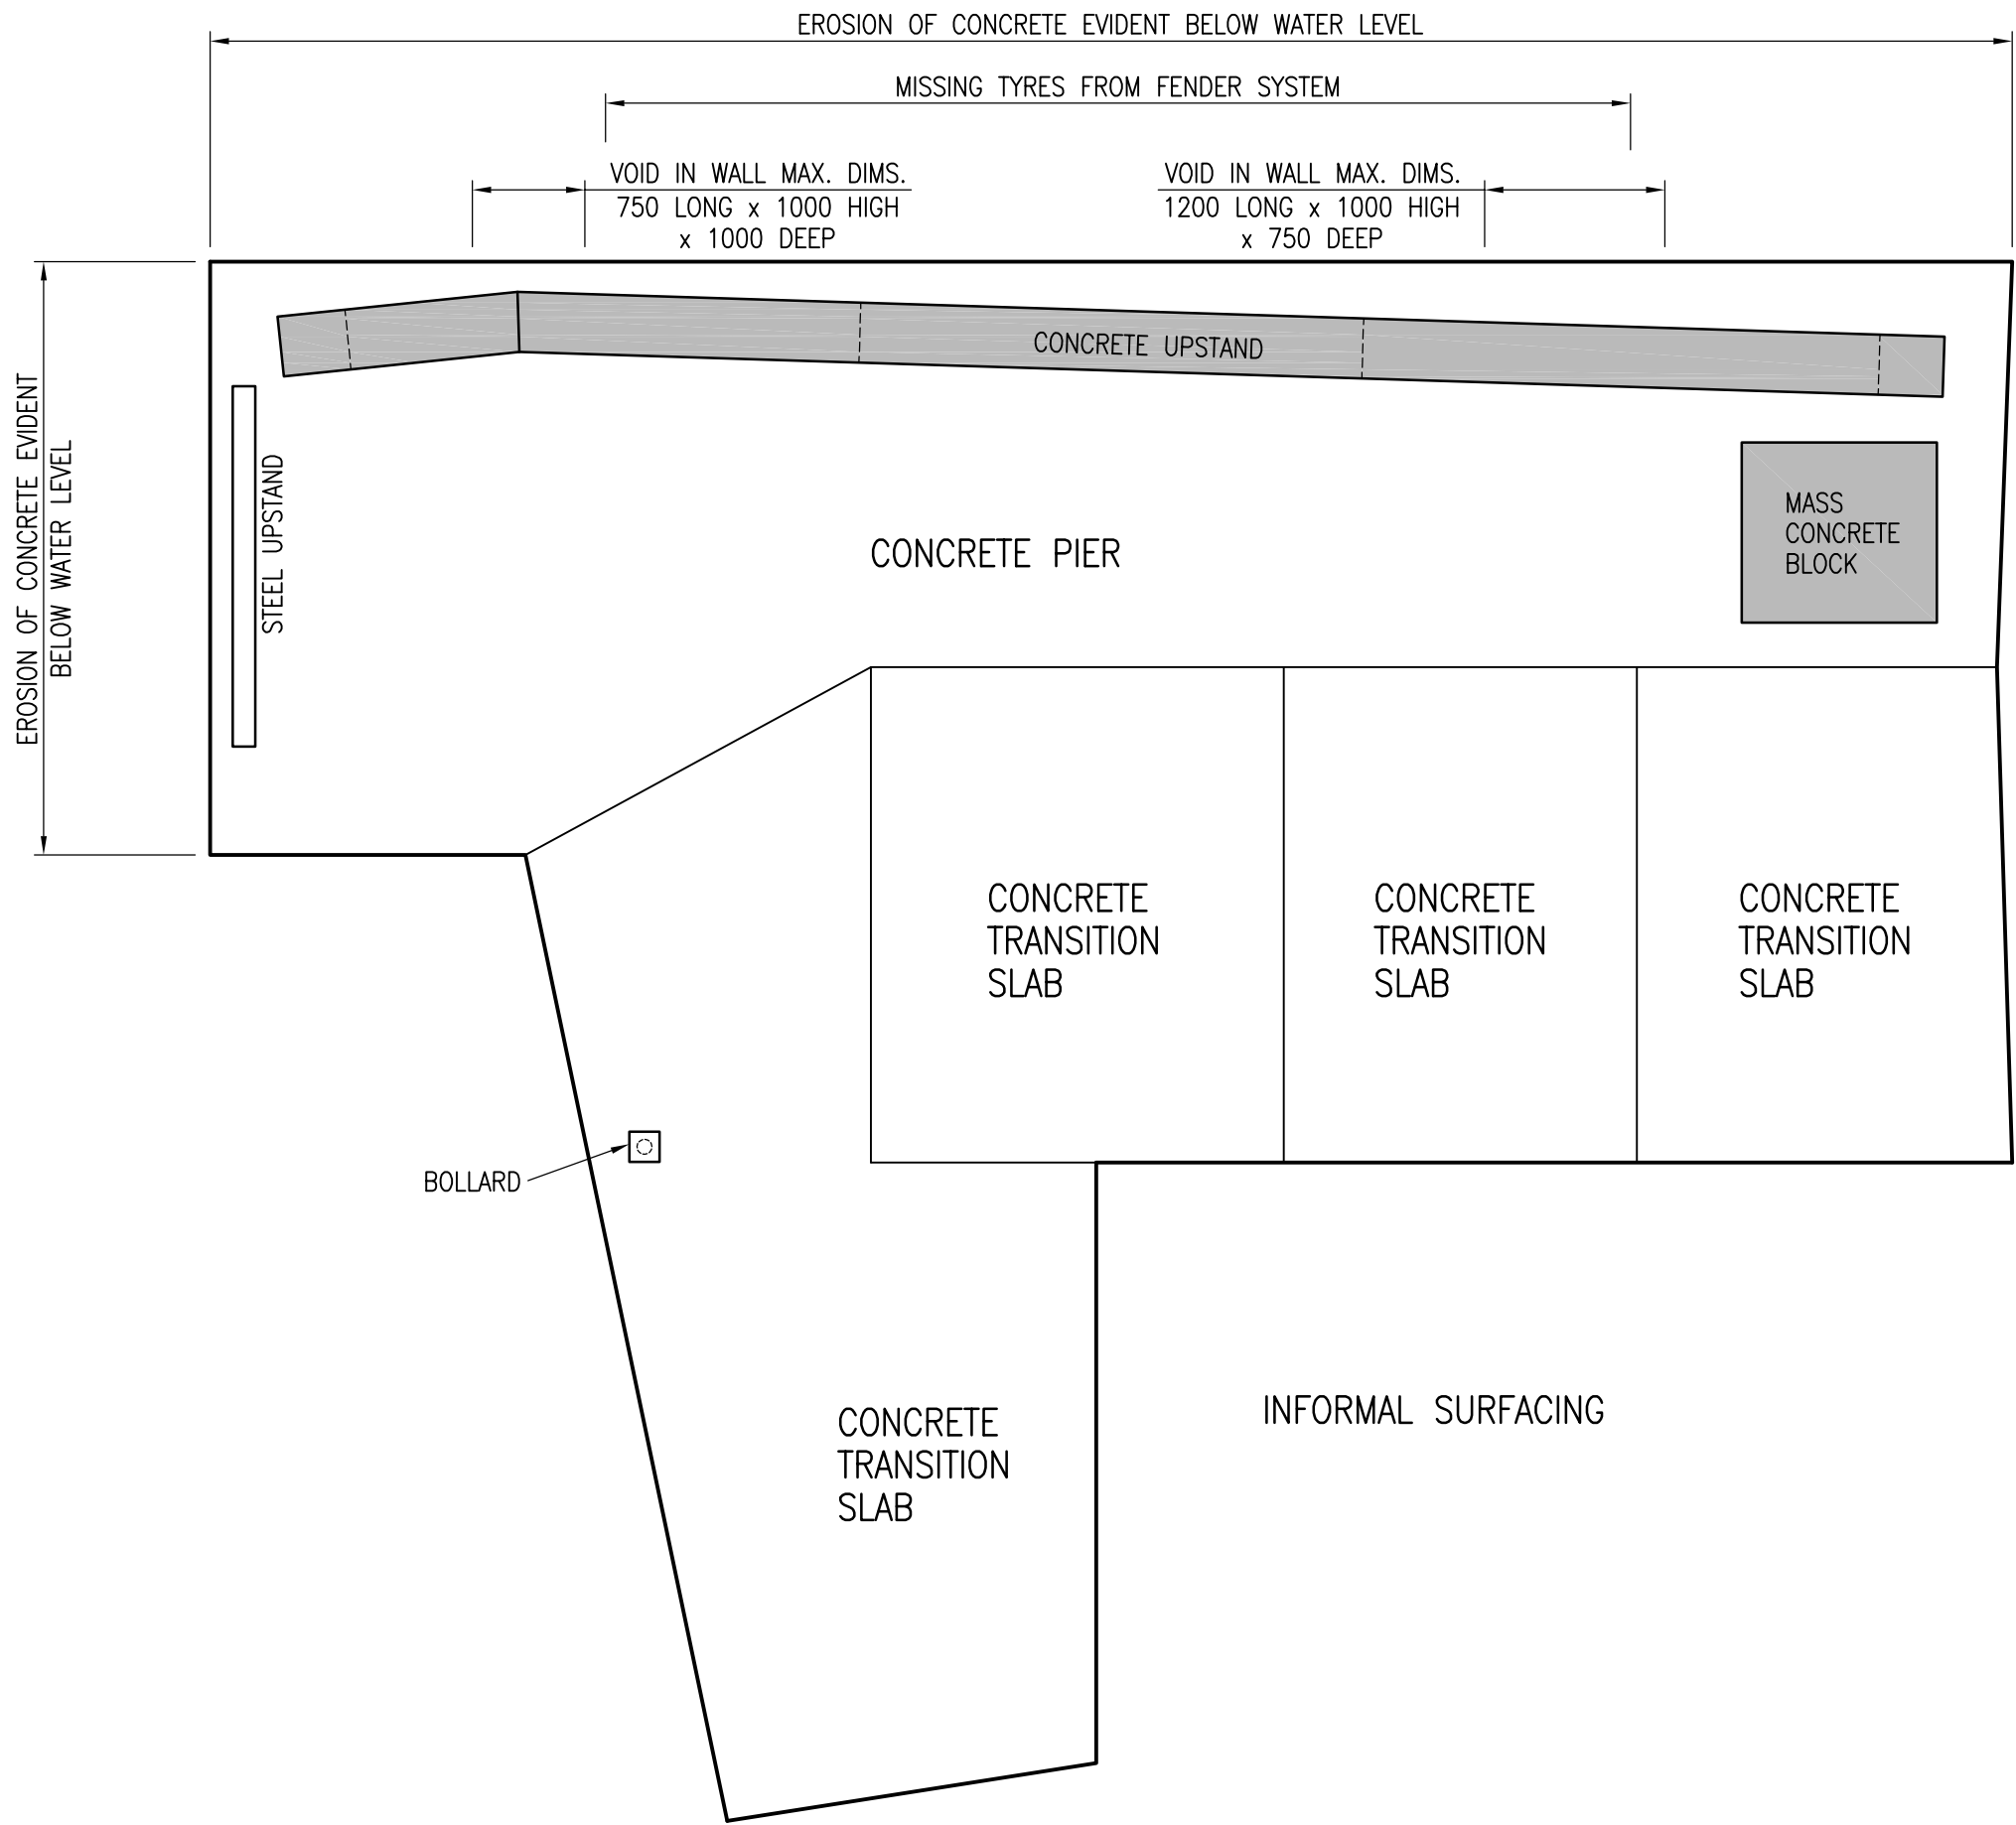 EROSION OF CONCRETE EVIDENT BELOW WATER LEVEL
MISSING TYRES FROM FENDER SYSTEM
VOID IN WALL MAX. DIMS.
750 LONG x 1000 HIGH
x 1000 DEEP
VOID IN WALL MAX. DIMS.
1200 LONG x 1000 HIGH
x 750 DEEP
CONCRETE UPSTAND
EROSION OF CONCRETE EVIDENT
BELOW WATER LEVEL
STEEL UPSTAND
CONCRETE PIER
MASS
CONCRETE
BLOCK
CONCRETE
TRANSITION
SLAB
CONCRETE
TRANSITION
SLAB
CONCRETE
TRANSITION
SLAB
BOLLARD
CONCRETE
TRANSITION
SLAB
INFORMAL SURFACING